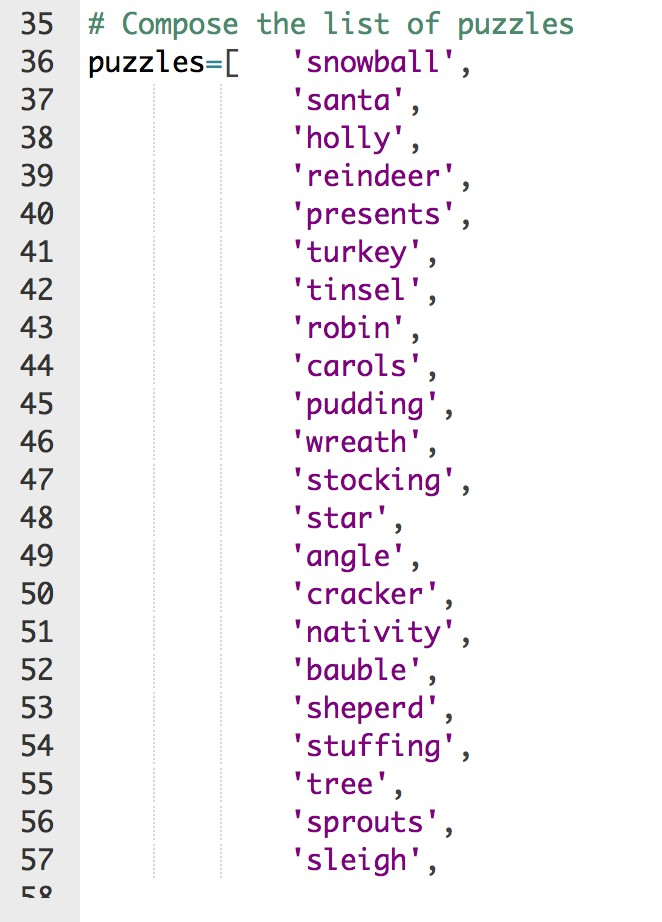 35 # Compose the list of puzzles
36 puzzles=[ 'snowball',
37 'santa',
38 'holly',
39 'reindeer',
40 'presents',
41 'turkey',
42 'tinsel',
43 'robin',
44 'carols',
45 'pudding',
46 'wreath',
47 'stocking',
48 'star',
49 'angle',
50 'cracker',
51 'nativity',
52 'bauble',
53 'sheperd',
54 'stuffing',
55 'tree',
56 'sprouts',
57 'sleigh',
58